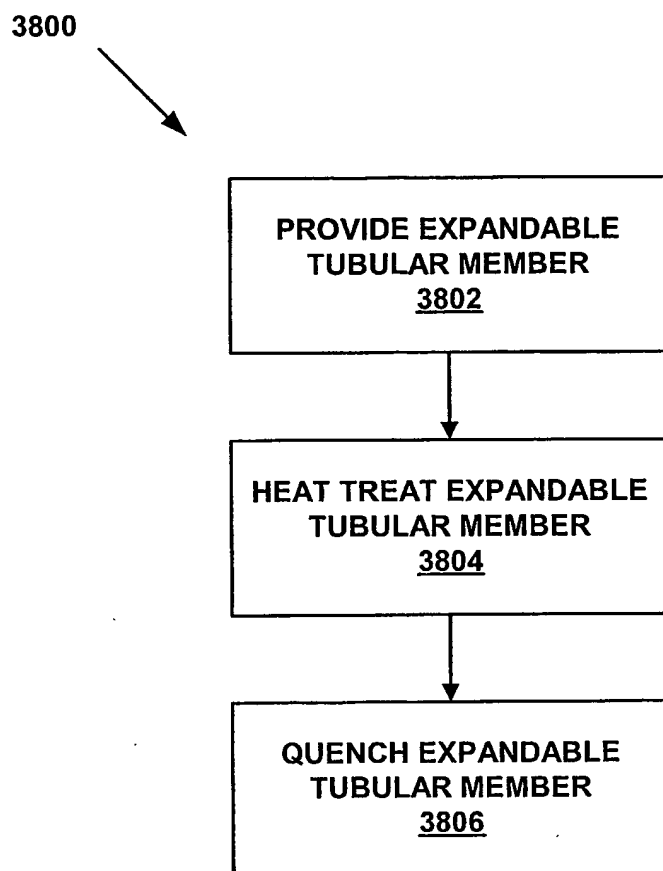 3800
PROVIDE EXPANDABLE
TUBULAR MEMBER
3802
HEAT TREAT EXPANDABLE
TUBULAR MEMBER
3804
QUENCH EXPANDABLE
TUBULAR MEMBER
3806